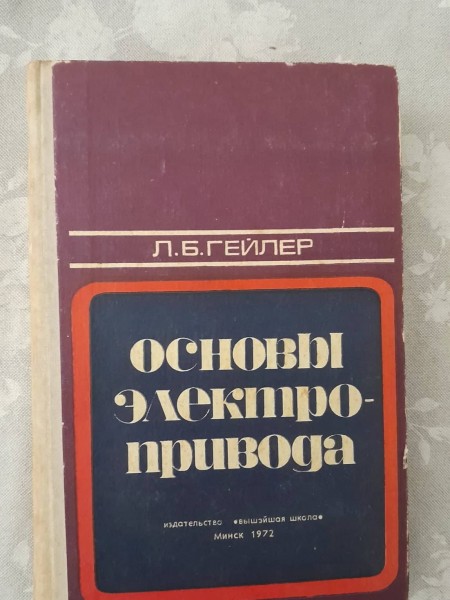 Л.Б.ГЕЙЛЕР
основы
электро-
привода
издательство «вышэйшая школа»
Минск 1972